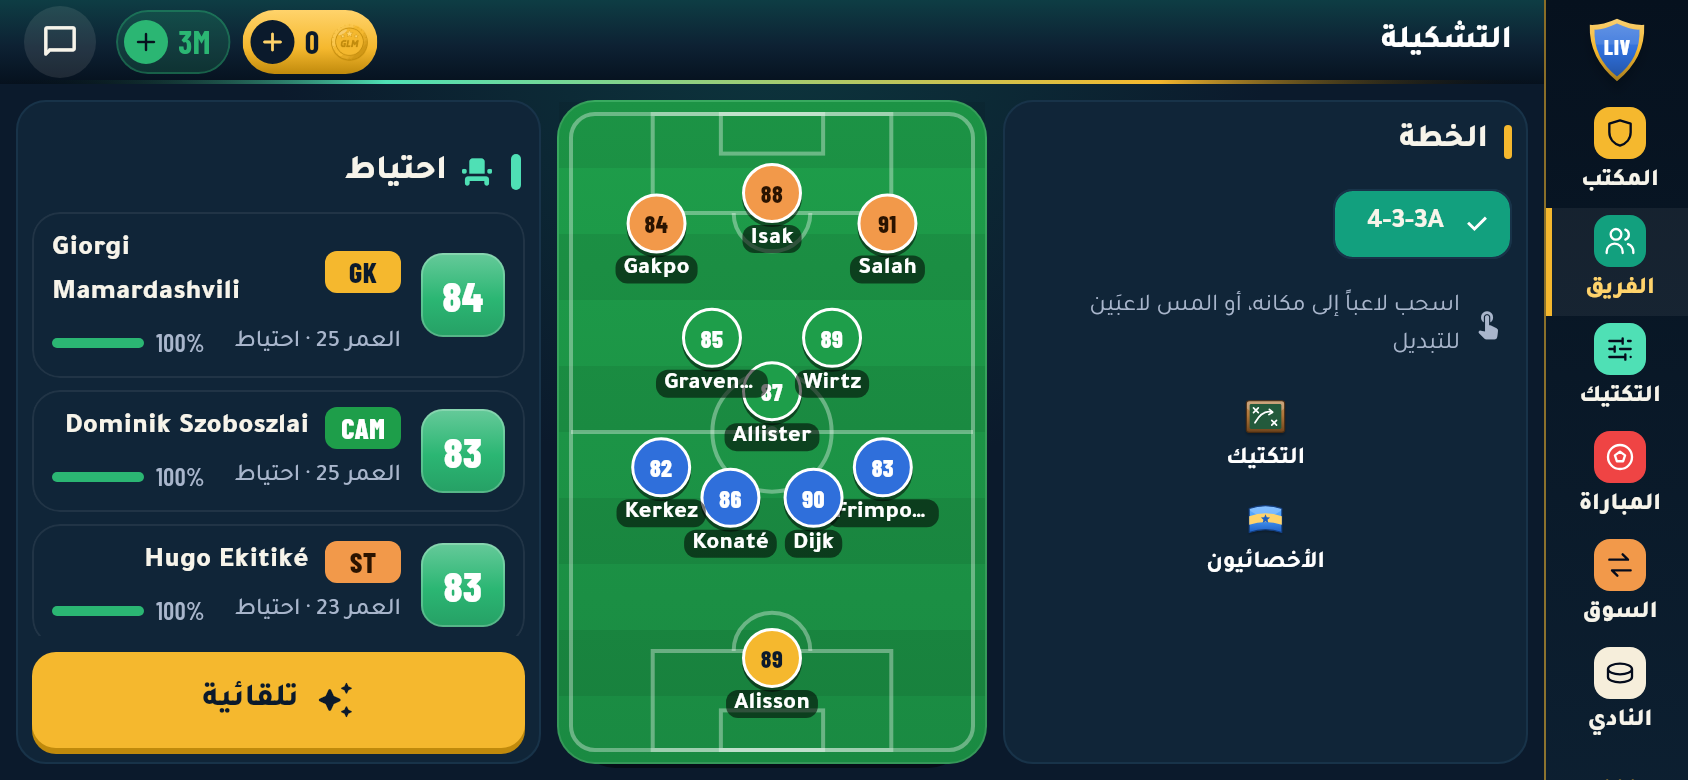 LIV
المكتب
الفريق
التكتيك
المباراة
السوق
النادي
التشكيلة
0
GLM
3M
الخطة
4-3-3A
اسحب لاعباً إلى مكانه، أو المس لاعبَين
للتبديل
التكتيك
الأخصائيون
88
Isak
84
Gakpo
91
Salah
85
Graven...
89
Wirtz
87
Allister
82
Kerkez
86
Konaté
90
Dijk
83
Frimpo...
89
Alisson
احتياط
84
GK
Giorgi
Mamardashvili
العمر 25 · احتياط
100%
83
CAM
Dominik Szoboszlai
العمر 25 · احتياط
100%
83
ST
Hugo Ekitiké
العمر 23 · احتياط
100%
تلقائية